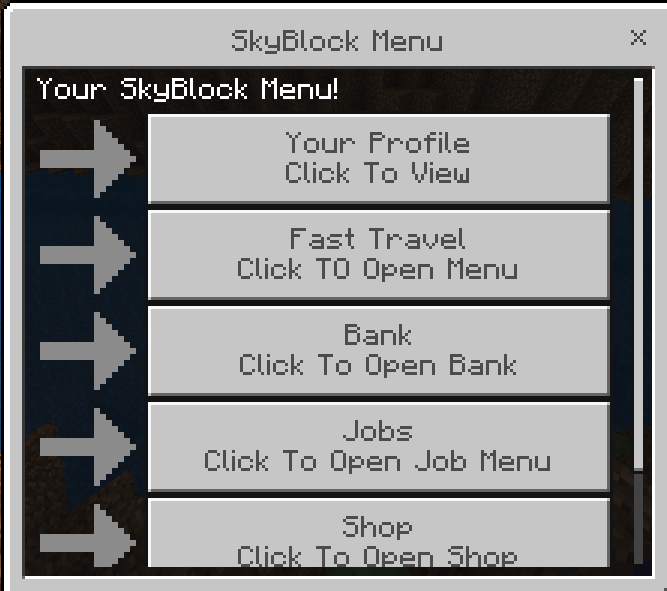 SkyBlock Menu
Your SkyBlock Menu!
Your Profile
Click To View
Fast Travel
Click TO Open Menu
Bank
Click To Open Bank
Jobs
Click To Open Job Menu
Shop
Click To Open Shop